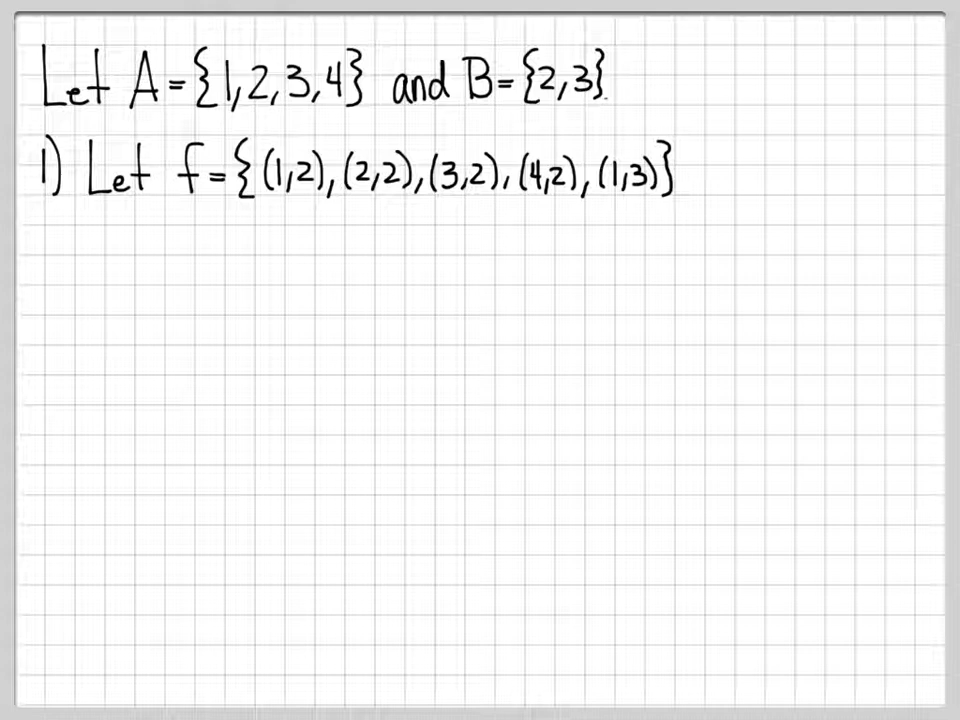 Let A={1,2,3,4} and B={2,3}.
1) Let f={(1,2),(2,2),(3,2),(4,2),(1,3)}